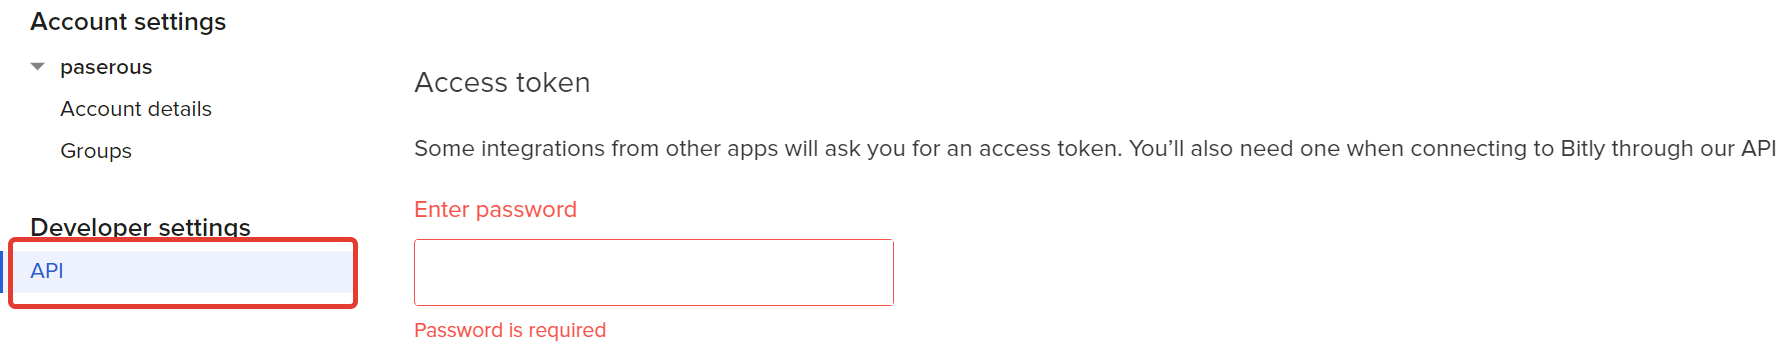 Account settings
paserous
Account details
Groups
Developer settings
API
Access token
Some integrations from other apps will ask you for an access token. You’ll also need one when connecting to Bitly through our API
Enter password
Password is required